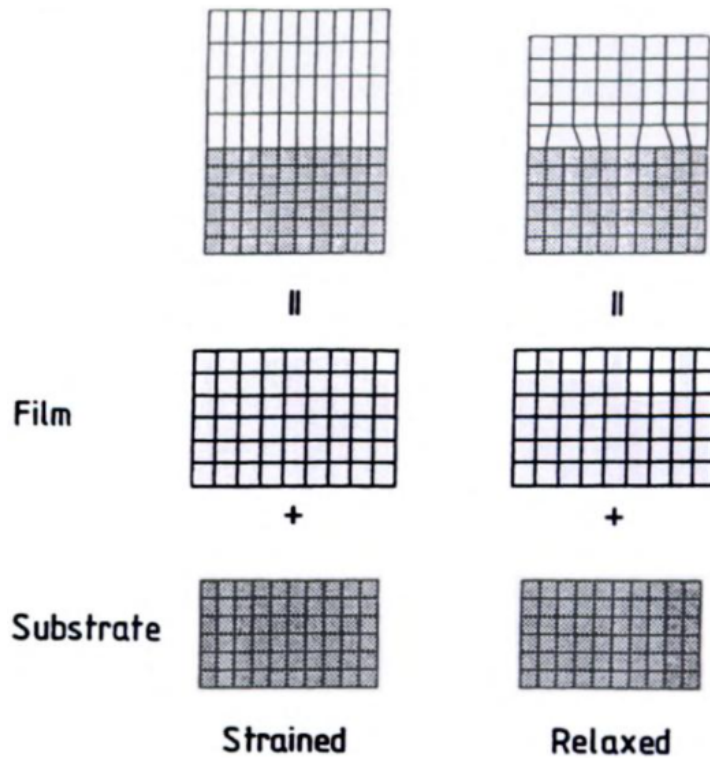 =
=
Film
+
+
Substrate
Strained
Relaxed